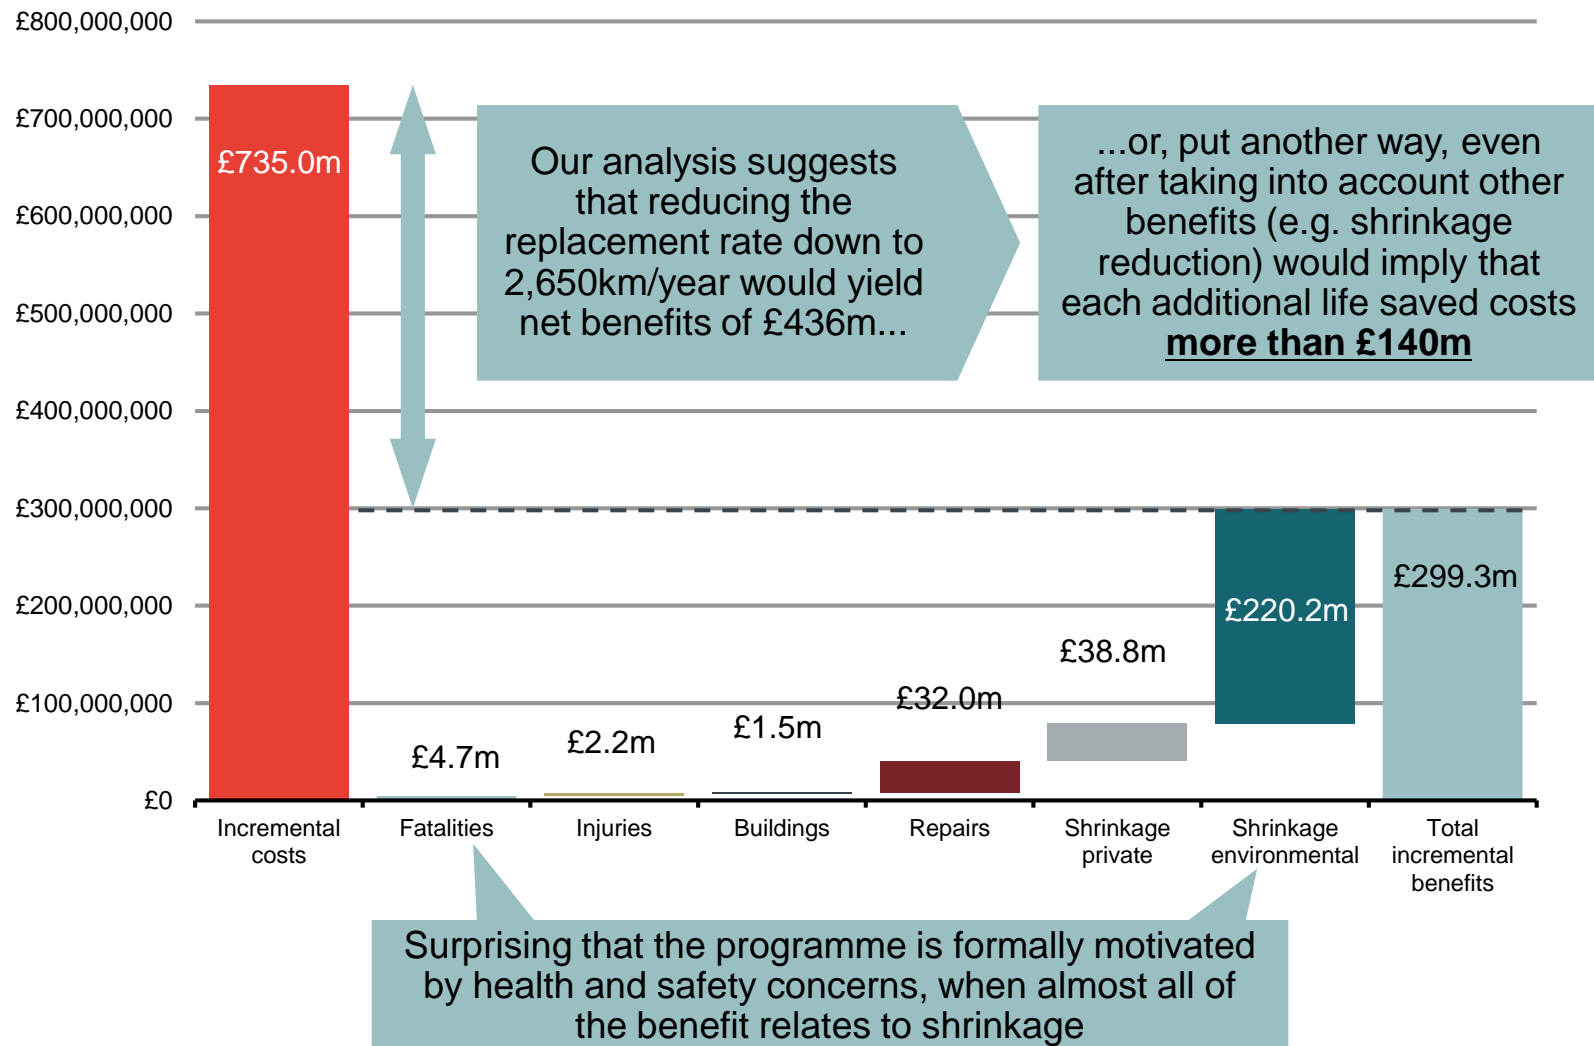 £800,000,000
£700,000,000
£600,000,000
£500,000,000
£400,000,000
£300,000,000
£200,000,000
£100,000,000
£0
£735.0m
Our analysis suggests
that reducing the
replacement rate down to
2,650km/year would yield
net benefits of £436m...
...or, put another way, even
after taking into account other
benefits (e.g. shrinkage
reduction) would imply that
each additional life saved costs
more than £140m
£4.7m
£2.2m
£1.5m
£32.0m
£38.8m
£220.2m
£299.3m
Incremental
costs
Fatalities
Injuries
Buildings
Repairs
Shrinkage
private
Shrinkage
environmental
Total
incremental
benefits
Surprising that the programme is formally motivated
by health and safety concerns, when almost all of
the benefit relates to shrinkage